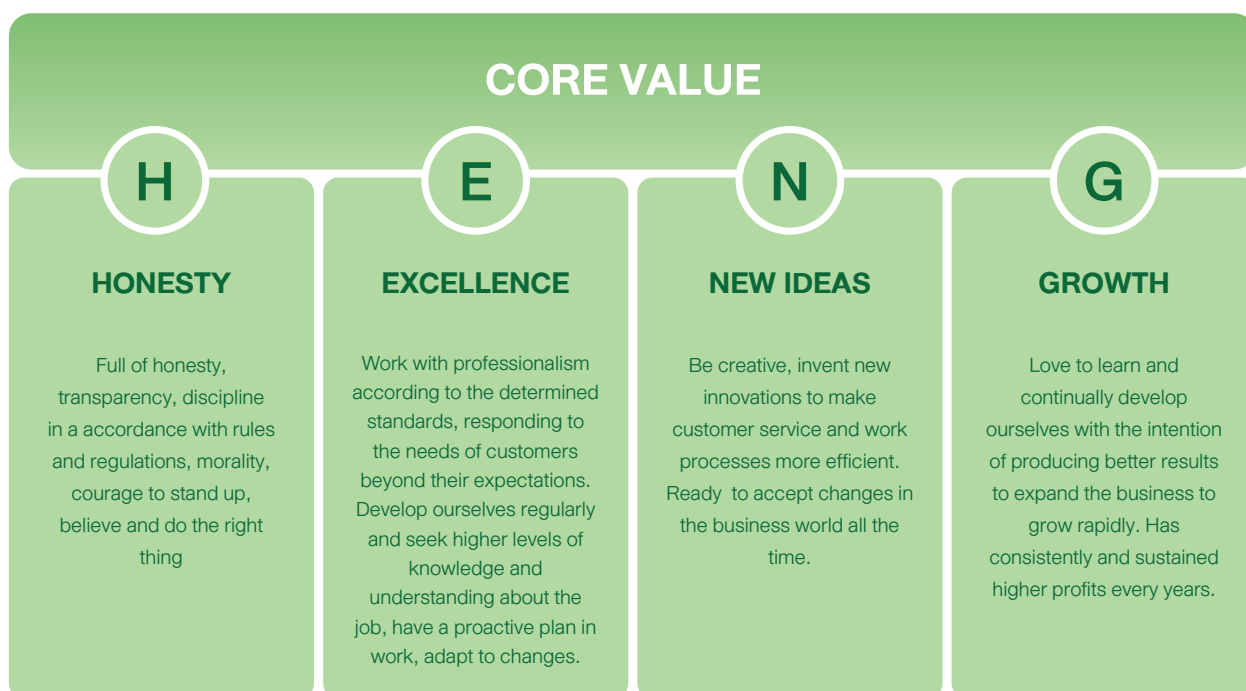 CORE VALUE
H
HONESTY
Full of honesty,
transparency, discipline
in a accordance with rules
and regulations, morality,
courage to stand up,
believe and do the right
thing
E
EXCELLENCE
Work with professionalism
according to the determined
standards, responding to
the needs of customers
beyond their expectations.
Develop ourselves regularly
and seek higher levels of
knowledge and
understanding about the
job, have a proactive plan in
work, adapt to changes.
N
NEW IDEAS
Be creative, invent new
innovations to make
customer service and work
processes more efficient.
Ready  to accept changes in
the business world all the
time.
G
GROWTH
Love to learn and
continually develop
ourselves with the intention
of producing better results
to expand the business to
grow rapidly. Has
consistently and sustained
higher profits every years.